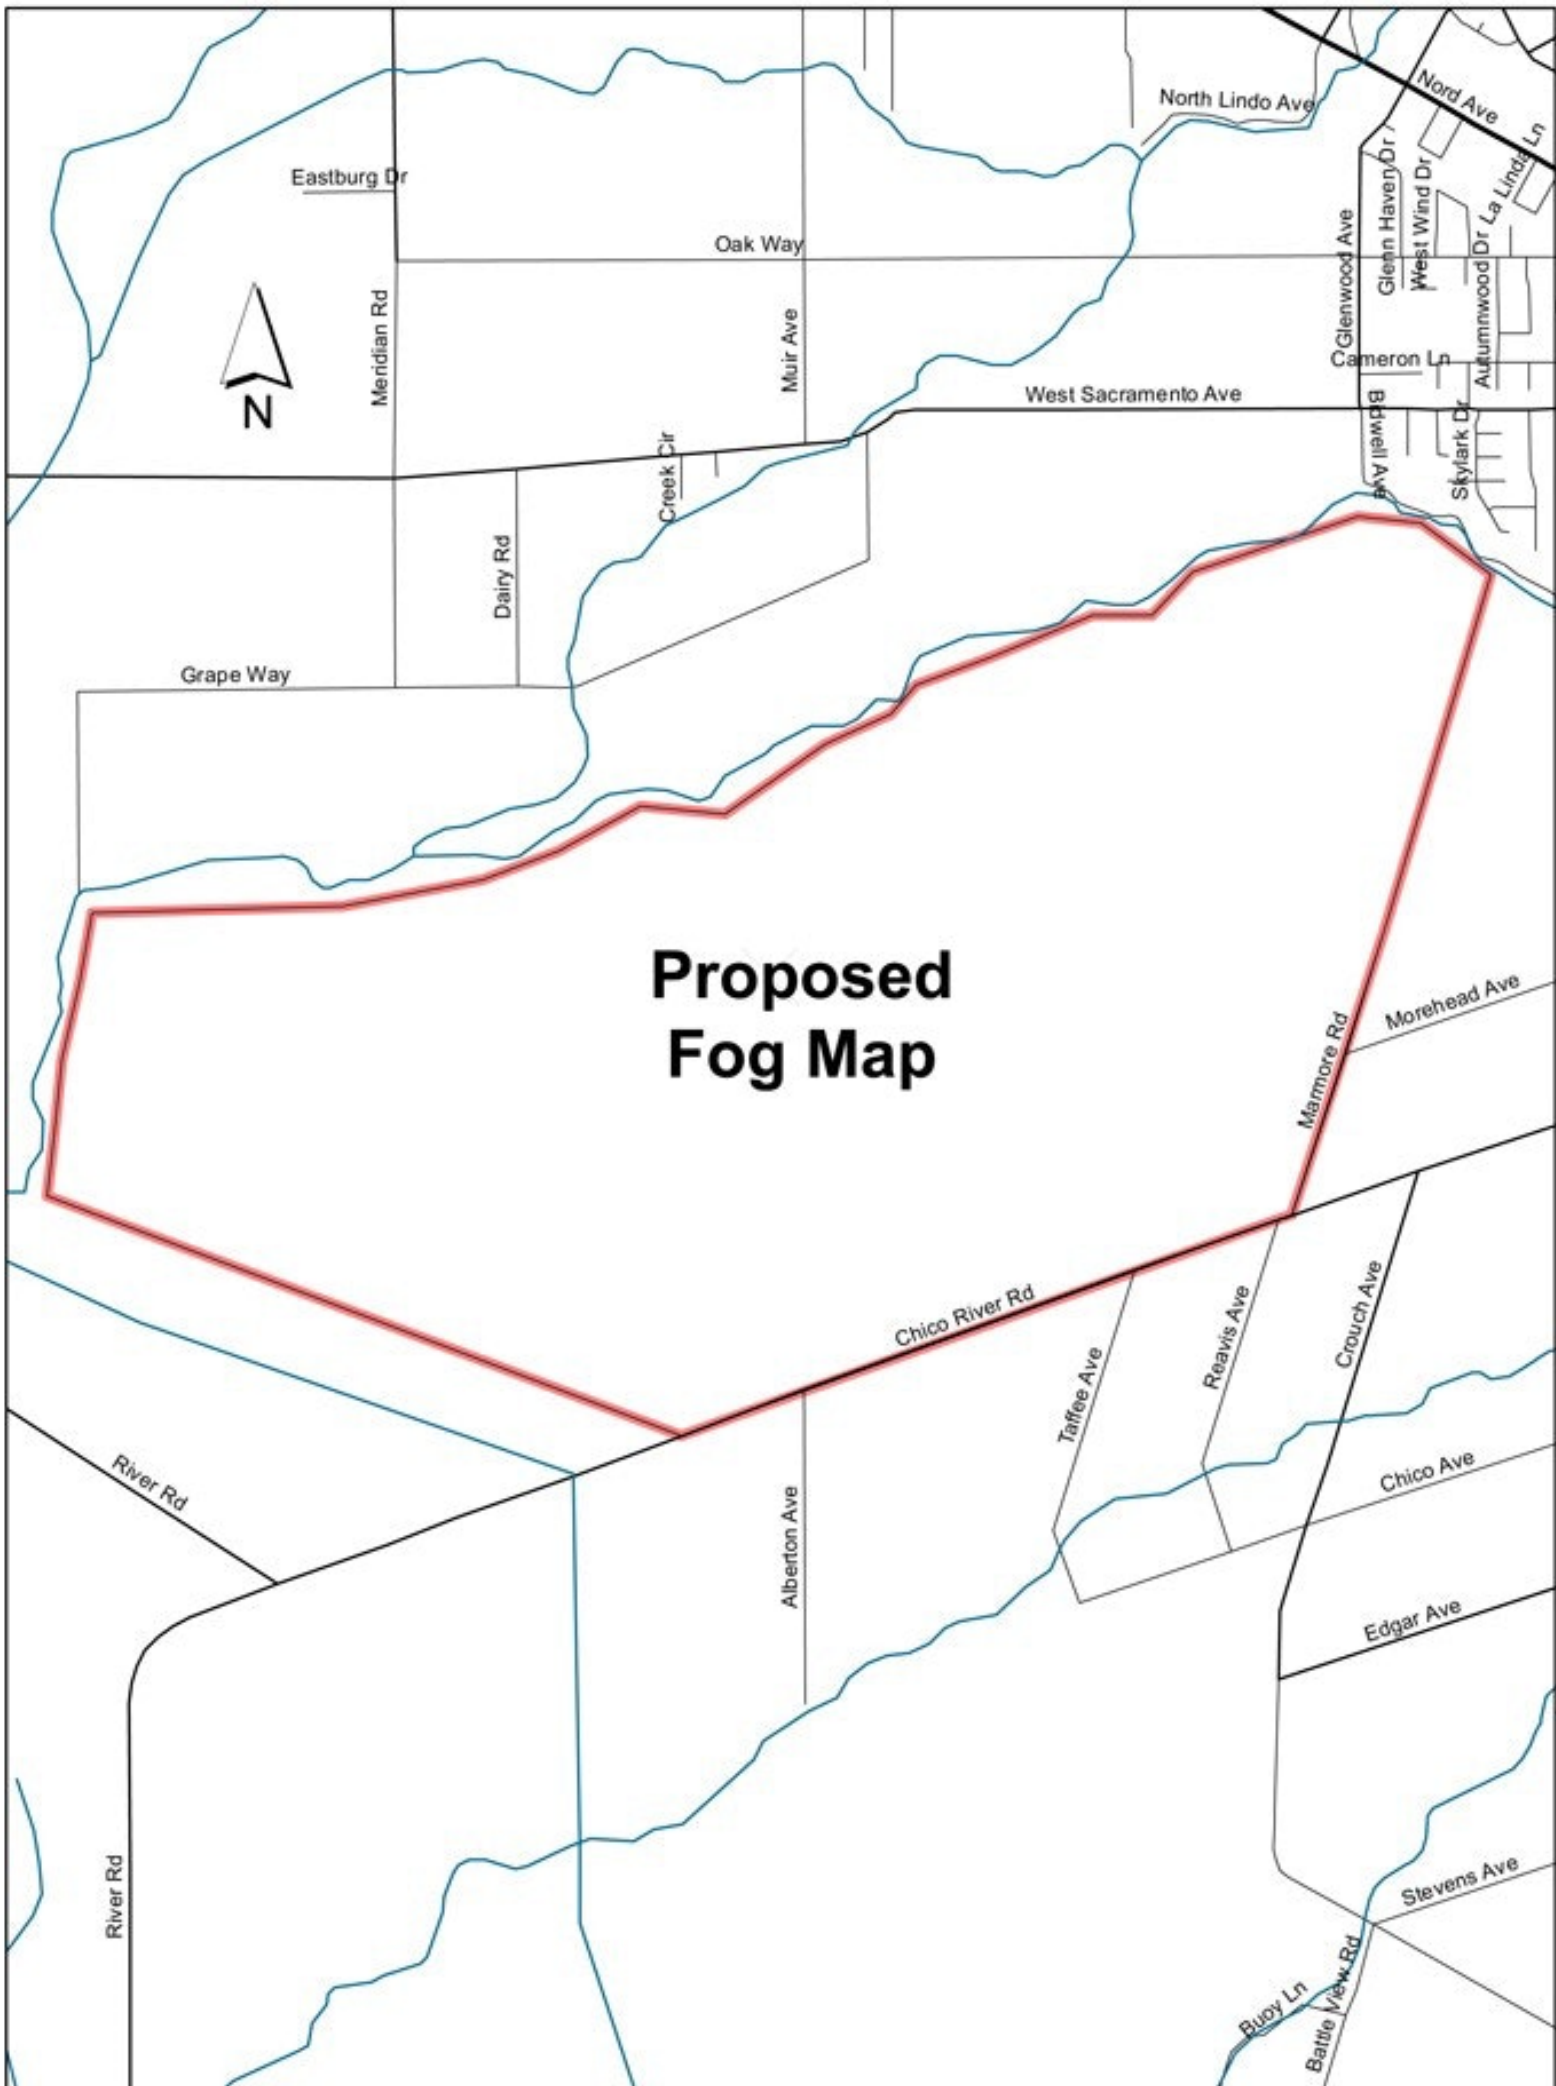 North Lindo Ave
Nord Ave
La Linda Ln
Eastburg Dr
Glenn Haven Dr
West Wind Dr
Oak Way
Glenwood Ave
Autumnwood Dr
Meridian Rd
Muir Ave
Cameron Ln
N
West Sacramento Ave
Bidwell Ave
Skylark Dr
Creek Cir
Dairy Rd
Grape Way
Proposed
Fog Map
Morehead Ave
Marmore Rd
Chico River Rd
Crouch Ave
Reavis Ave
Taffee Ave
River Rd
Chico Ave
Alberton Ave
Edgar Ave
River Rd
Stevens Ave
Buoy Ln
Battle View Rd